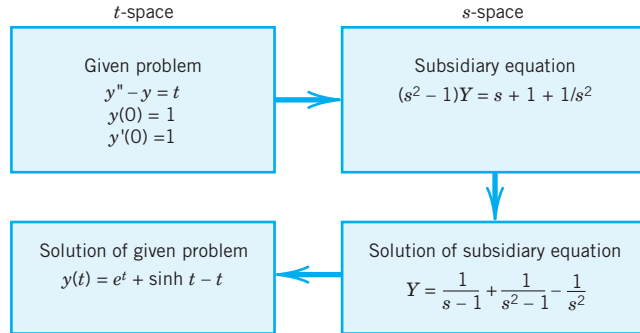 t-space
s-space
Given problem
y" – y = t
y(0) = 1
y'(0) =1
Subsidiary equation
(s² – 1)Y = s + 1 + 1/s²
Solution of given problem
y(t) = eᵗ + sinh t – t
Solution of subsidiary equation
Y = 1/(s – 1) + 1/(s² – 1) – 1/s²